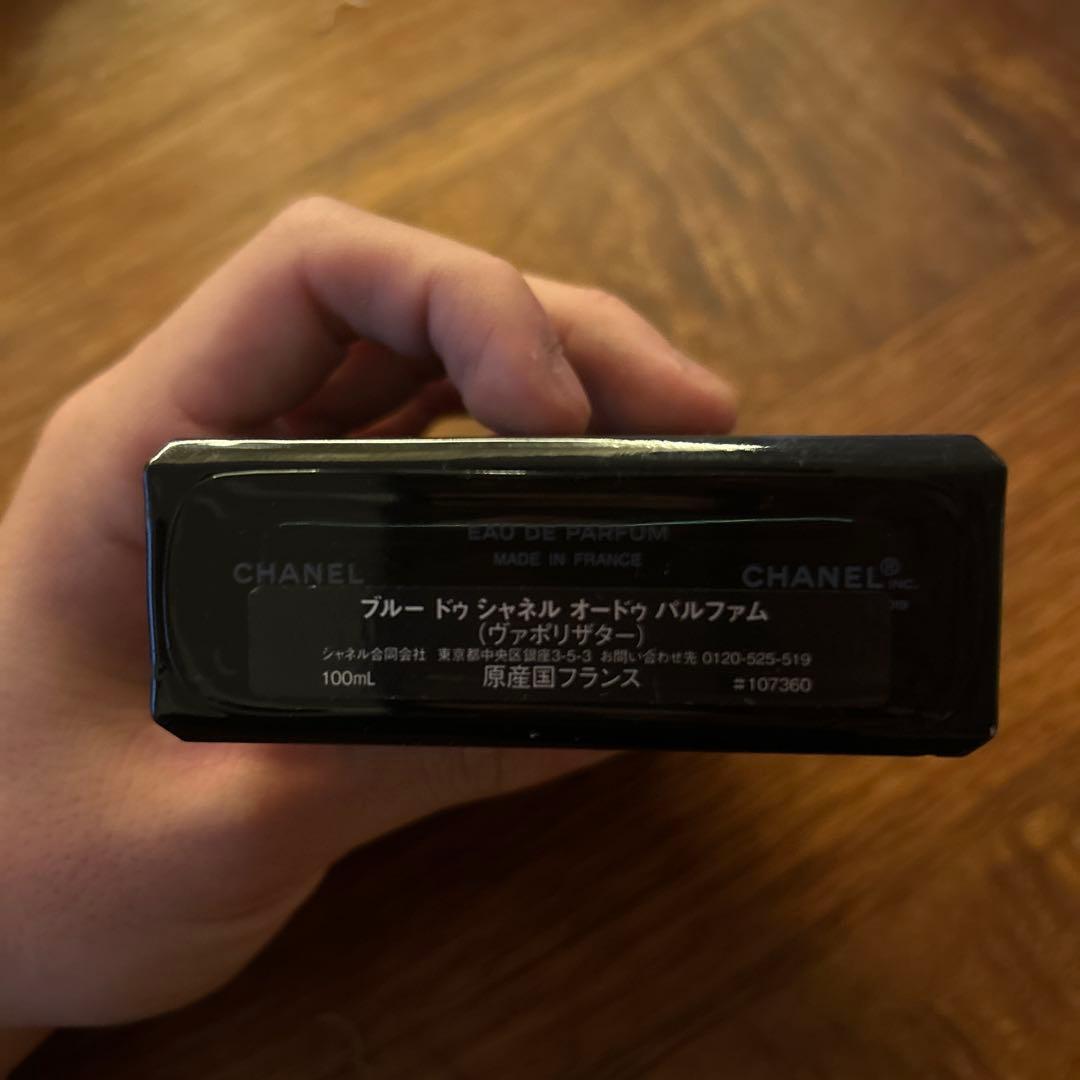 EAU DE PARFUM
MADE IN FRANCE
CHANEL
CHANEL® INC.
ブルー ドゥ シャネル オードゥ パルファム
(ヴァポリザター)
シャネル合同会社 東京都中央区銀座3-5-3 お問い合わせ先 0120-525-519
100mL 原産国フランス #107360